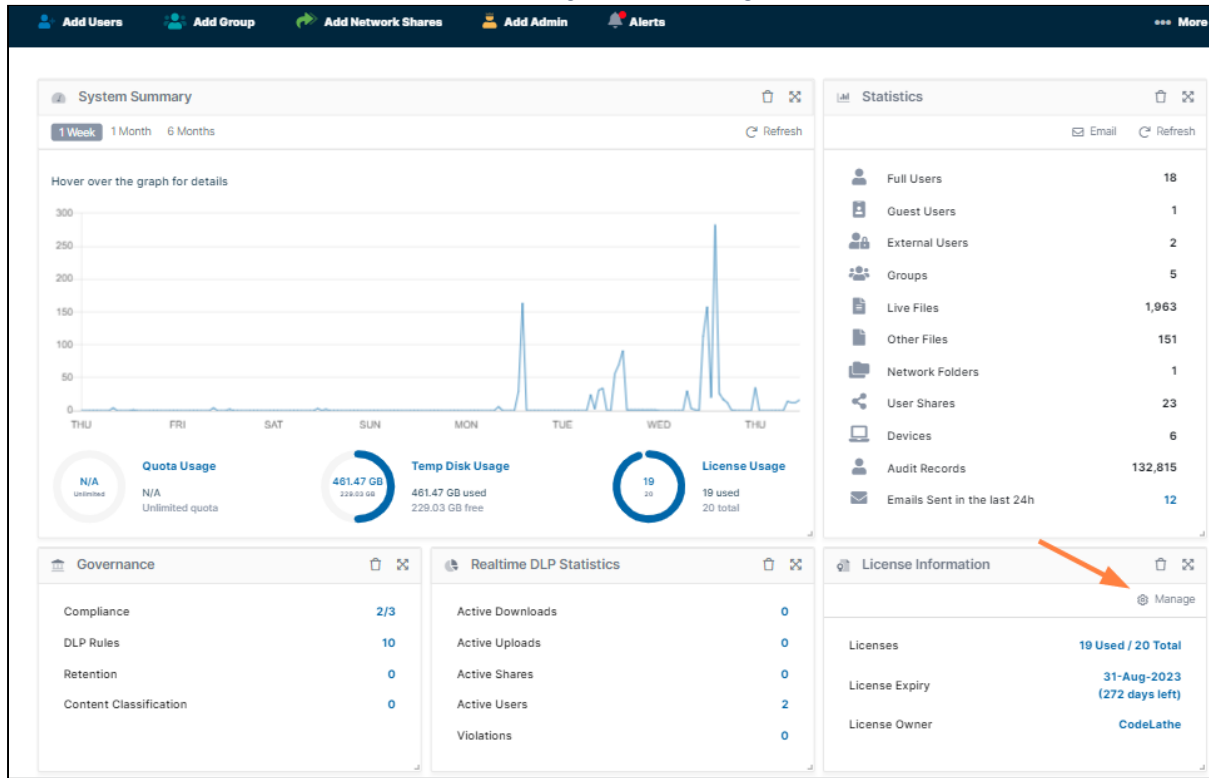 Add Users Add Group Add Network Shares Add Admin Alerts More
System Summary
1 Week 1 Month 6 Months Refresh
Hover over the graph for details
300
250
200
150
100
50
0
THU FRI SAT SUN MON TUE WED THU
N/A
Unlimited
Quota Usage
N/A
Unlimited quota
461.47 GB
229.03 GB
Temp Disk Usage
461.47 GB used
229.03 GB free
19
20
License Usage
19 used
20 total
Statistics
Email Refresh
Full Users 18
Guest Users 1
External Users 2
Groups 5
Live Files 1,963
Other Files 151
Network Folders 1
User Shares 23
Devices 6
Audit Records 132,815
Emails Sent in the last 24h 12
Governance
Compliance 2/3
DLP Rules 10
Retention 0
Content Classification 0
Realtime DLP Statistics
Active Downloads 0
Active Uploads 0
Active Shares 0
Active Users 2
Violations 0
License Information
Manage
Licenses 19 Used / 20 Total
License Expiry 31-Aug-2023
(272 days left)
License Owner CodeLathe